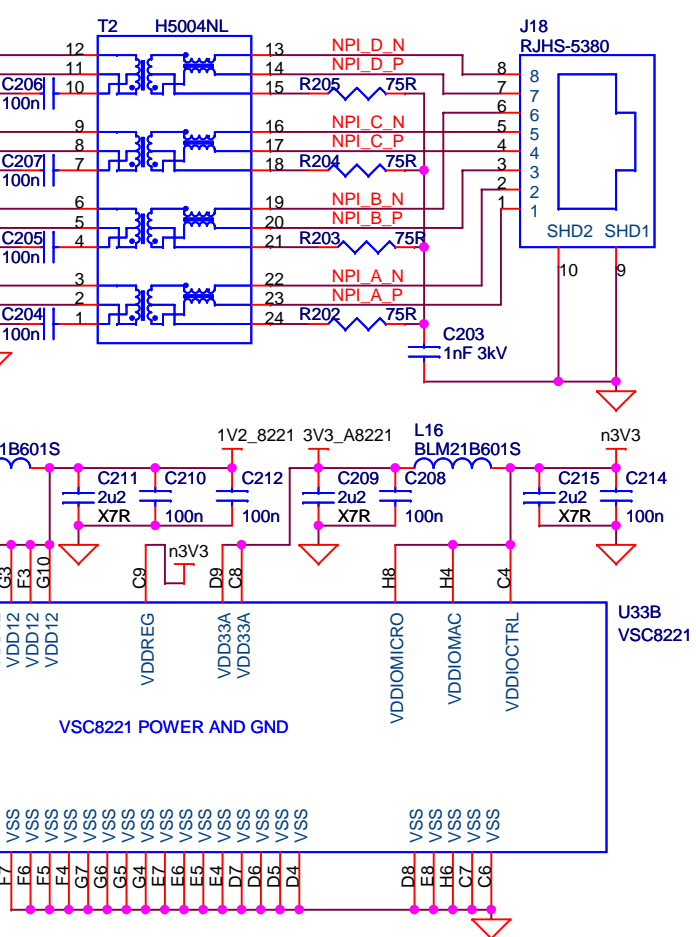 T2 H5004NL J18
RJHS-5380
12 13 NPI_D_N
11 14 NPI_D_P 8 8
C206 10 15 R205 75R 7 7
100n
6 6
9 16 NPI_C_N 5 5
8 17 NPI_C_P 4 4
C207 7 18 R204 75R 3 3
100n
2 2
6 19 NPI_B_N 1 1
5 20 NPI_B_P
C205 4 21 R203 75R SHD2 SHD1
100n
10 9
3 22 NPI_A_N
2 23 NPI_A_P
C204 1 24 R202 75R
100n
C203
1nF 3kV
1B601S 1V2_8221 3V3_A8221 L16 n3V3
BLM21B601S
C211 C210 C212 C209 C208 C215 C214
2u2 2u2 2u2
X7R 100n 100n X7R 100n X7R 100n
n3V3
G3 F3 G10 C9 D9 C8 H8 H4 C4
U33B
VSC8221
VDD12 VDD12 VDDREG VDD33A VDD33A VDDIOMICRO VDDIOMAC VDDIOCTRL
VSC8221 POWER AND GND
VSS VSS VSS VSS VSS VSS VSS VSS VSS VSS VSS VSS VSS VSS VSS VSS VSS VSS VSS VSS VSS
F7 F6 F5 F4 G7 G6 G5 G4 E7 E6 E5 E4 D7 D6 D5 D4 D8 E8 H6 C7 C6